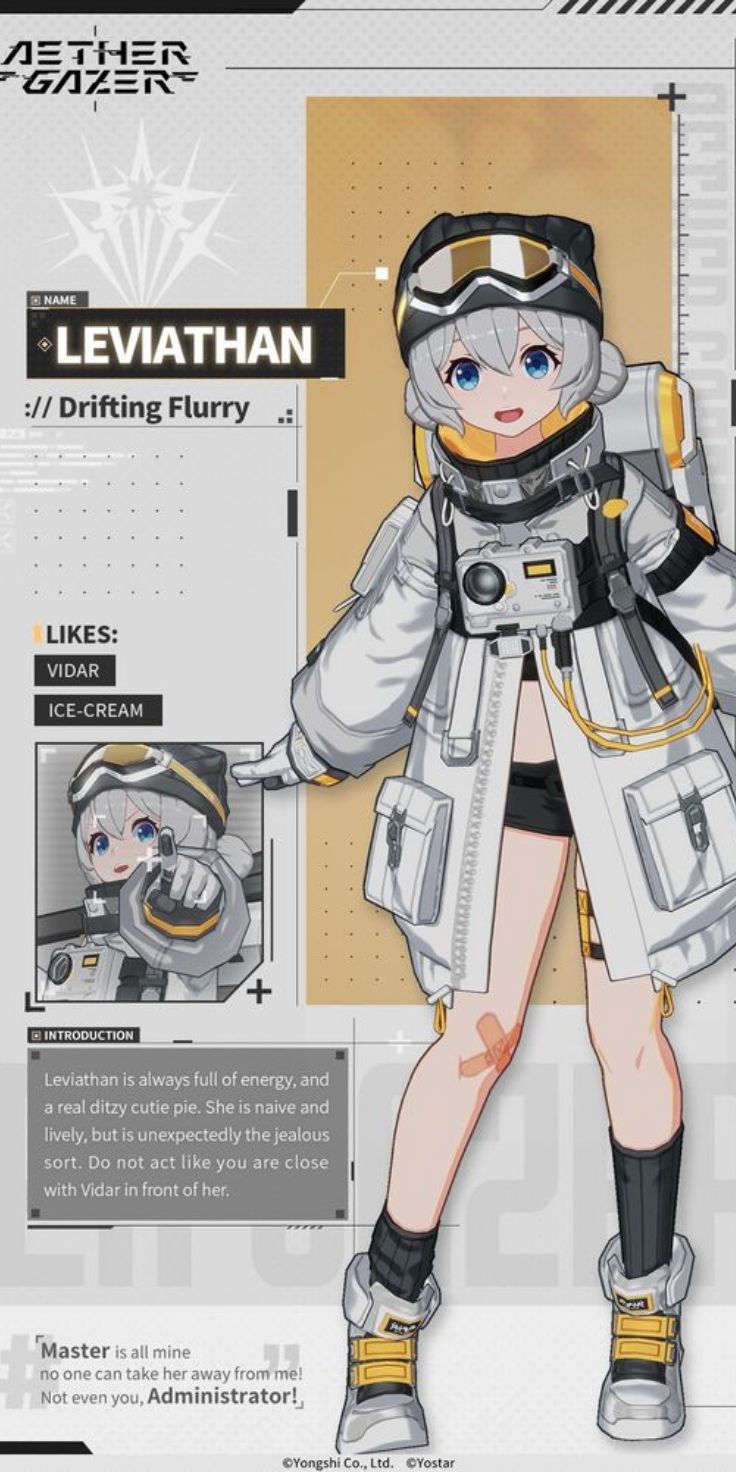 AETHER
GAZER
NAME
LEVIATHAN
:// Drifting Flurry
LIKES:
VIDAR
ICE-CREAM
INTRODUCTION
Leviathan is always full of energy, and
a real ditzy cutie pie. She is naive and
lively, but is unexpectedly the jealous
sort. Do not act like you are close
with Vidar in front of her.
Master is all mine
no one can take her away from me!
Not even you, Administrator!
©Yongshi Co., Ltd. ©Yostar